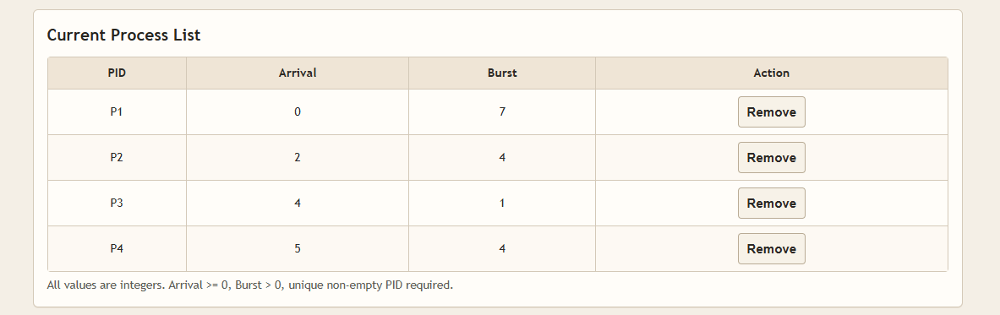 Current Process List
PID Arrival Burst Action
P1 0 7 Remove
P2 2 4 Remove
P3 4 1 Remove
P4 5 4 Remove
All values are integers. Arrival >= 0, Burst > 0, unique non-empty PID required.